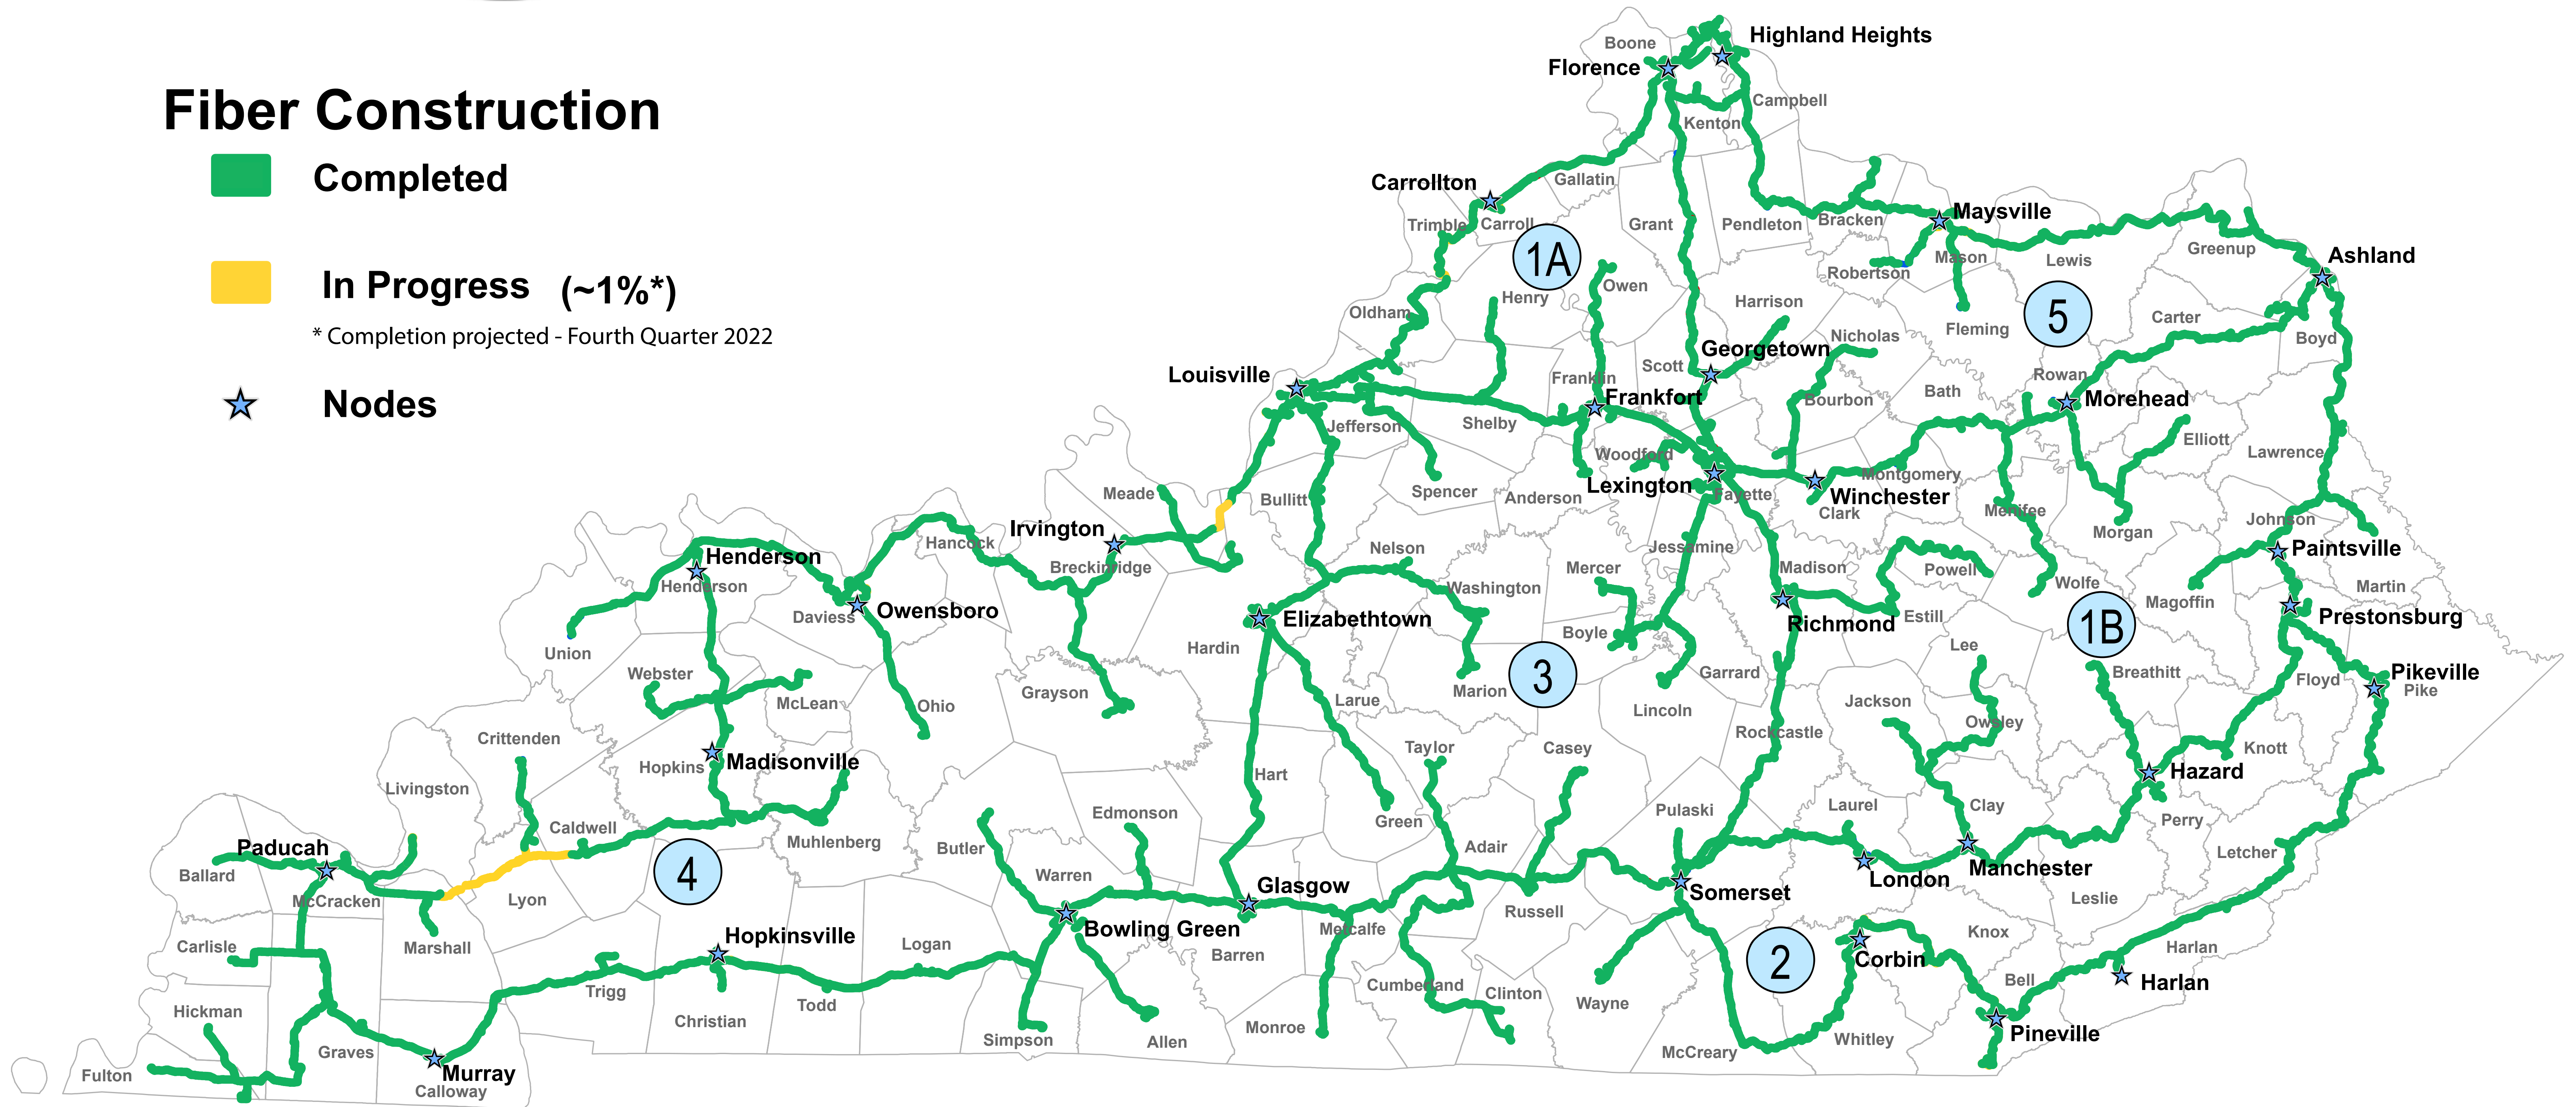 Fiber Construction
Completed
In Progress (~1%*)
* Completion projected - Fourth Quarter 2022
Nodes
Highland Heights
Boone
Florence
Campbell
Kenton
Carrollton
Gallatin
Trimble
Carroll
Grant
Pendleton
Bracken
Maysville
1A
Robertson
Mason
Lewis
Greenup
Ashland
Owen
Henry
Oldham
Harrison
5
Nicholas
Fleming
Carter
Boyd
Georgetown
Scott
Louisville
Franklin
Frankfort
Rowan
Bath
Bourbon
Morehead
Jefferson
Shelby
Elliott
Woodford
Lawrence
Montgomery
Lexington
Fayette
Winchester
Clark
Meade
Spencer
Anderson
Bullitt
Menifee
Johnson
Morgan
Irvington
Hancock
Nelson
Jessamine
Paintsville
Henderson
Henderson
Breckinridge
Mercer
Madison
Powell
Washington
Wolfe
Martin
Magoffin
Daviess
Owensboro
Elizabethtown
Richmond
Estill
Prestonsburg
1B
Boyle
Union
Hardin
Lee
Webster
3
Garrard
Breathitt
Floyd
Pikeville
Pike
Grayson
Marion
McLean
Larue
Jackson
Ohio
Lincoln
Owsley
Crittenden
Rockcastle
Taylor
Casey
Knott
Madisonville
Hopkins
Hart
Hazard
Livingston
Laurel
Clay
Pulaski
Edmonson
Perry
Green
Caldwell
Muhlenberg
Paducah
Butler
Adair
Letcher
Ballard
4
Warren
Manchester
London
Glasgow
Somerset
McCracken
Lyon
Leslie
Russell
Bowling Green
Metcalfe
Knox
Hopkinsville
Logan
Carlisle
Marshall
Barren
2
Corbin
Harlan
Harlan
Bell
Trigg
Cumberland
Clinton
Wayne
Todd
Hickman
Christian
Monroe
Pineville
Simpson
Allen
Whitley
McCreary
Graves
Fulton
Murray
Calloway